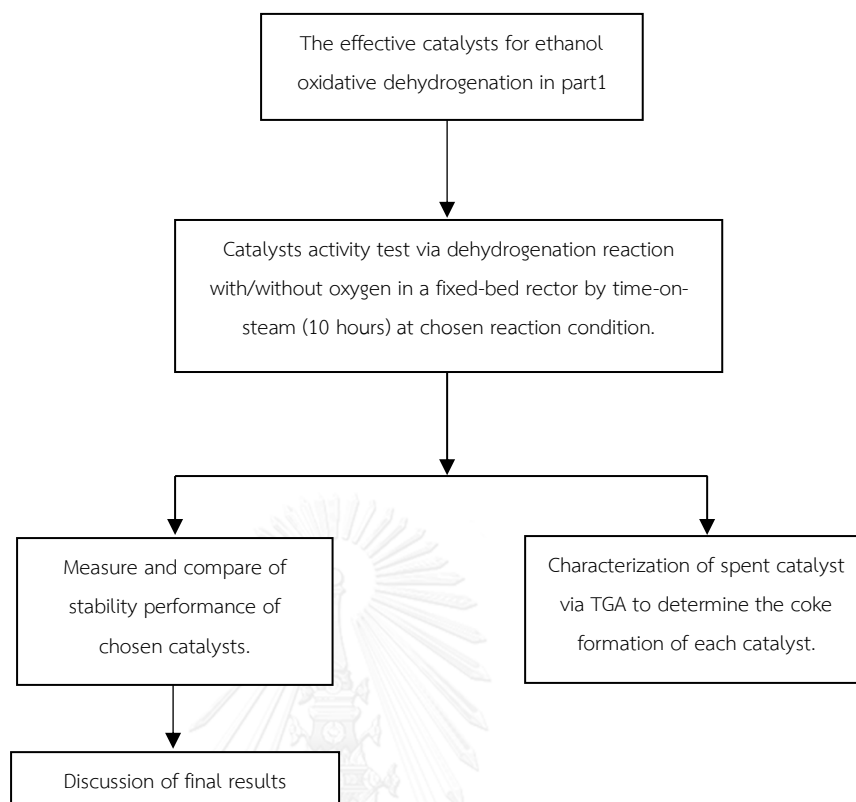 The effective catalysts for ethanol
oxidative dehydrogenation in part1
Catalysts activity test via dehydrogenation reaction
with/without oxygen in a fixed-bed rector by time-on-
steam (10 hours) at chosen reaction condition.
Measure and compare of
stability performance of
chosen catalysts.
Characterization of spent catalyst
via TGA to determine the coke
formation of each catalyst.
Discussion of final results